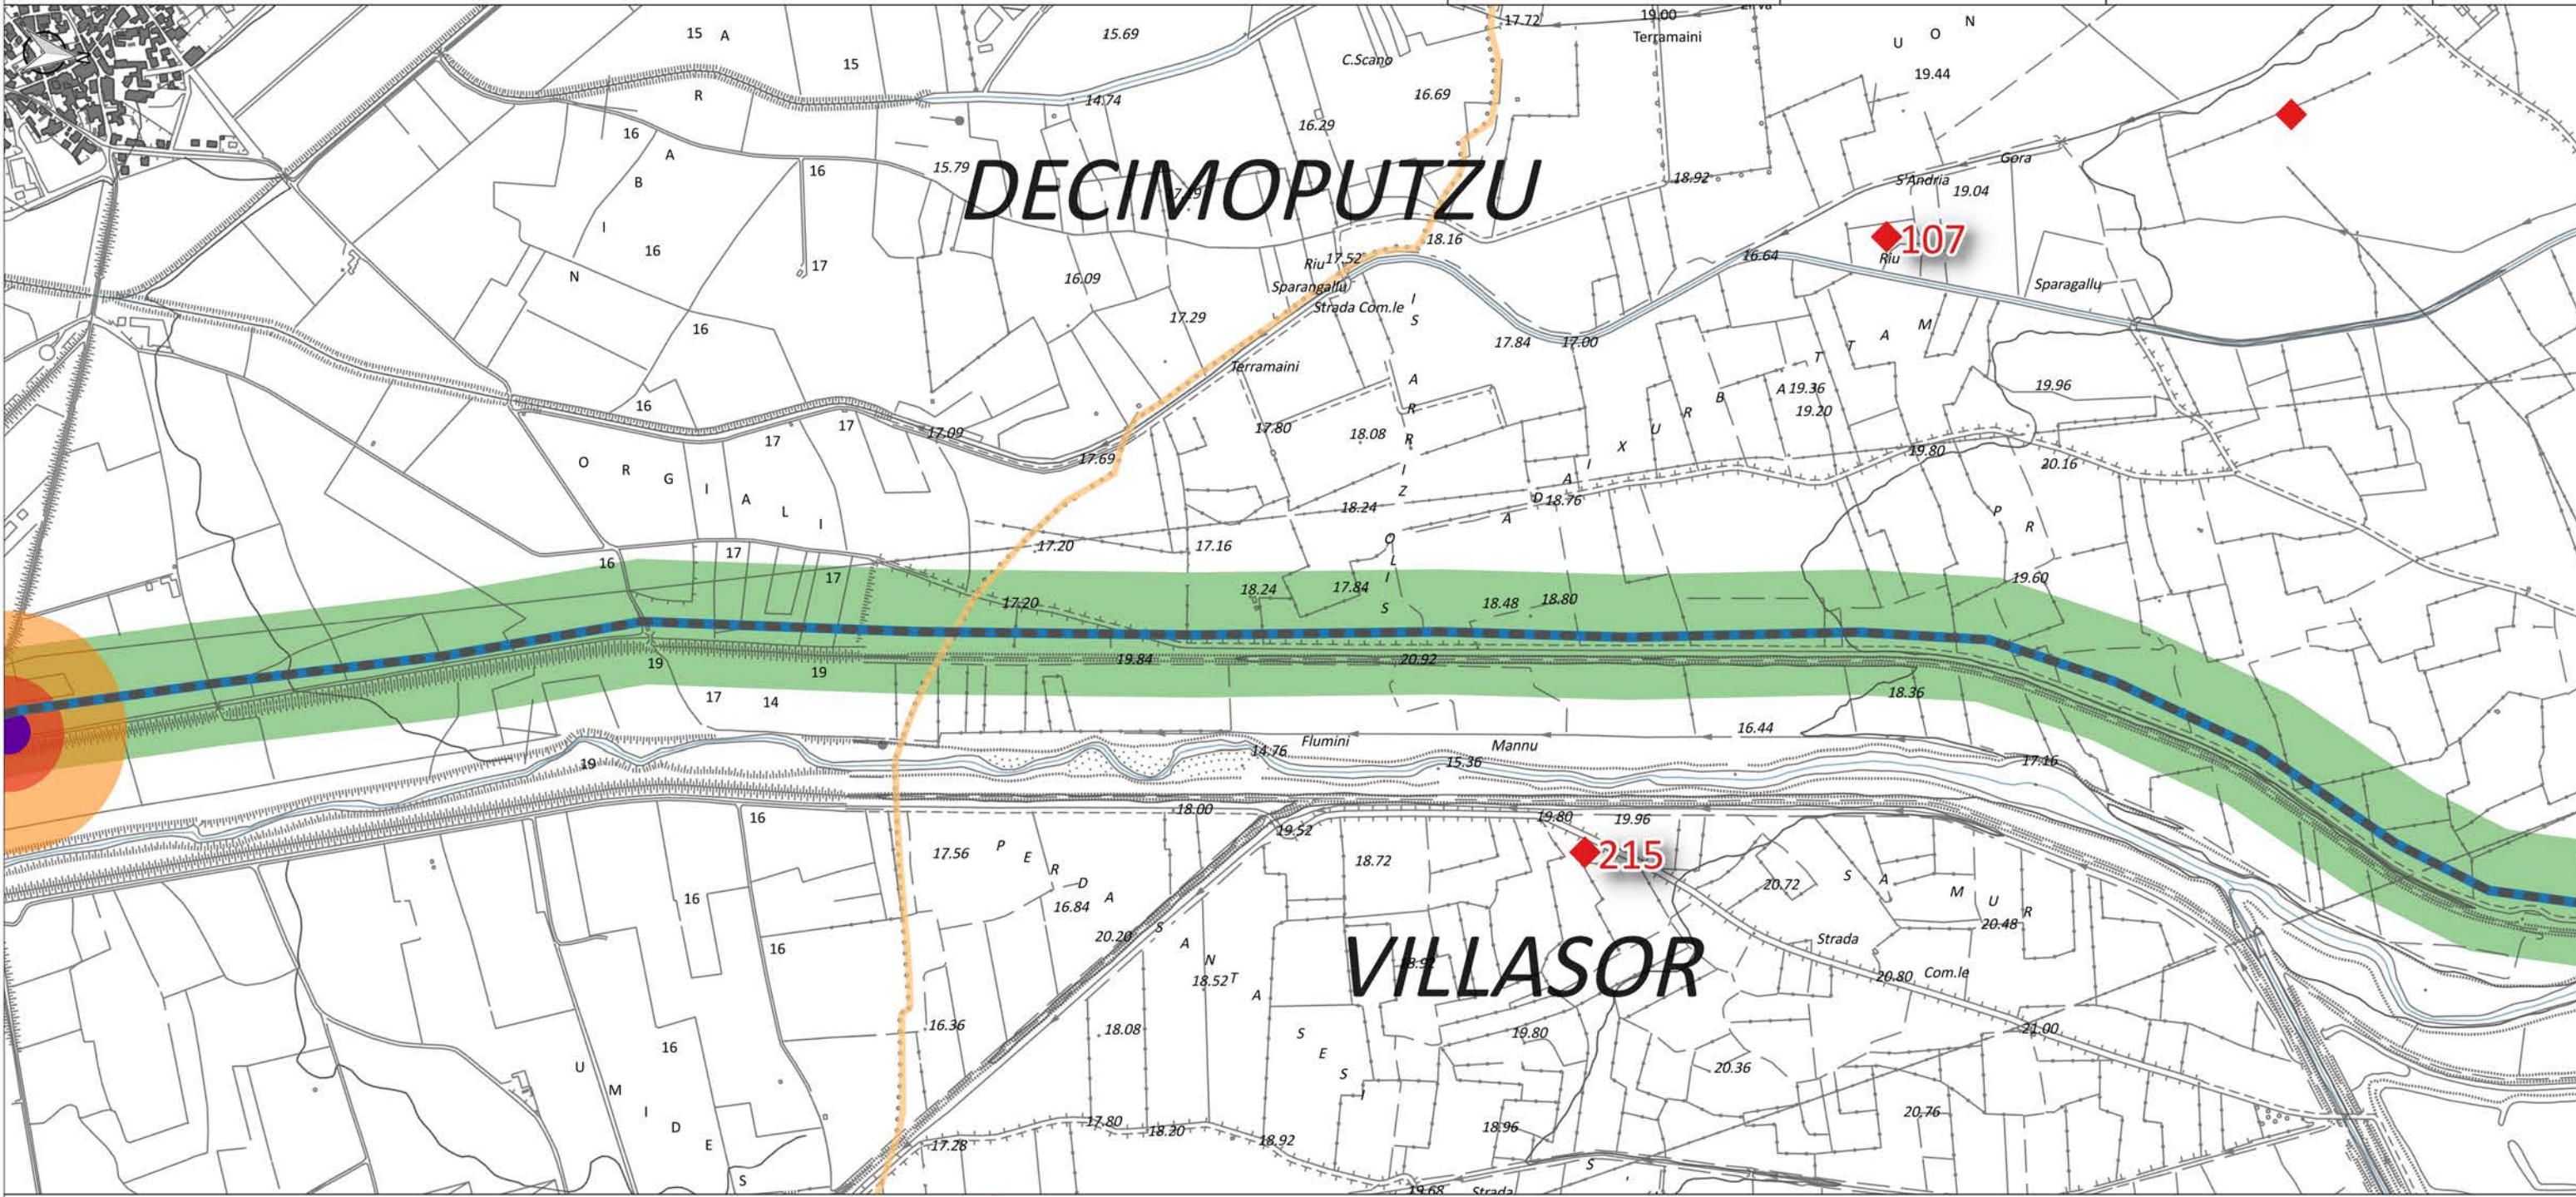 17.72
19.00
Terramaini
15 A
15.69
15
C.Scano
U O N
19.44
R
14.74
16.69
16
16.29
A
Gora
B
16
15.79
DECIMOPUTZU
18.92
S'Andria
19.04
I
16
18.16
107
N
17
16.09
Riu
17.52
16.64
Riu
Sparangallu
Strada Com.le
Sparagallu
16
17.29
I
S
17.84
17.00
M
A
T
T
A
Terramaini
A
19.36
19.96
16
17
17
17.09
R
17.80
18.08
R
19.20
B
R
U
X
I
A
D
A
17.69
19.80
20.16
O R G I A L I
I
Z
18.24
18.76
P R
16
17
17.20
17.16
O
L
I
S
17
17.20
18.24
17.84
18.48
18.80
19.60
19
19
19.84
20.92
17
14
18.36
16.44
Flumini
Mannu
19
14.76
15.36
17.16
16
18.00
19.52
19.80
19.96
215
17.56
P E R D A
18.72
20.72
S A M U R
16
16.84
20.48
20.20
S A N T A
Strada
16
18.52
VILLASOR
20.80
Com.le
16.36
18.08
S
E
S
I
19.80
21.00
16
20.36
U M I D E S
17.80
18.20
18.92
18.96
20.76
17.28
S
19.68
Strada